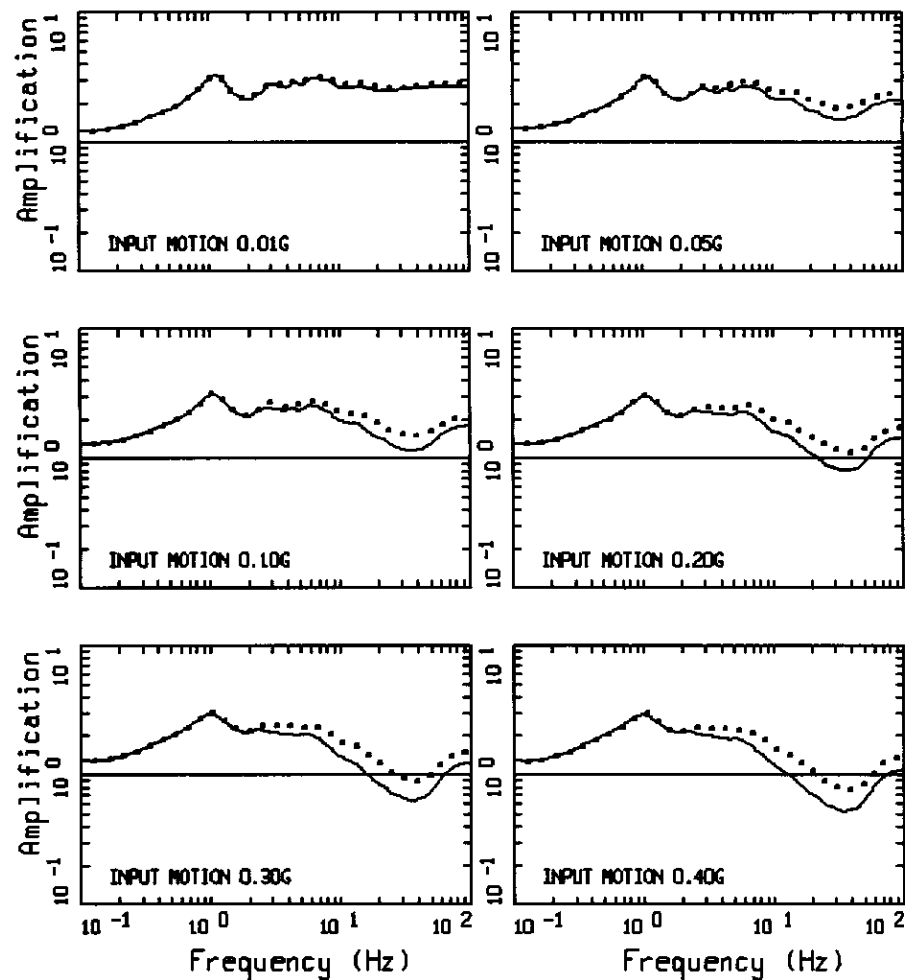 Amplification
10 1
10 0
10 -1
INPUT MOTION 0.01G
10 1
10 0
10 -1
INPUT MOTION 0.05G
Amplification
10 1
10 0
10 -1
INPUT MOTION 0.10G
10 1
10 0
10 -1
INPUT MOTION 0.20G
Amplification
10 1
10 0
10 -1
INPUT MOTION 0.30G
10 1
10 0
10 -1
INPUT MOTION 0.40G
10 -1 10 0 10 1 10 2
10 -1 10 0 10 1 10 2
Frequency (Hz)
Frequency (Hz)